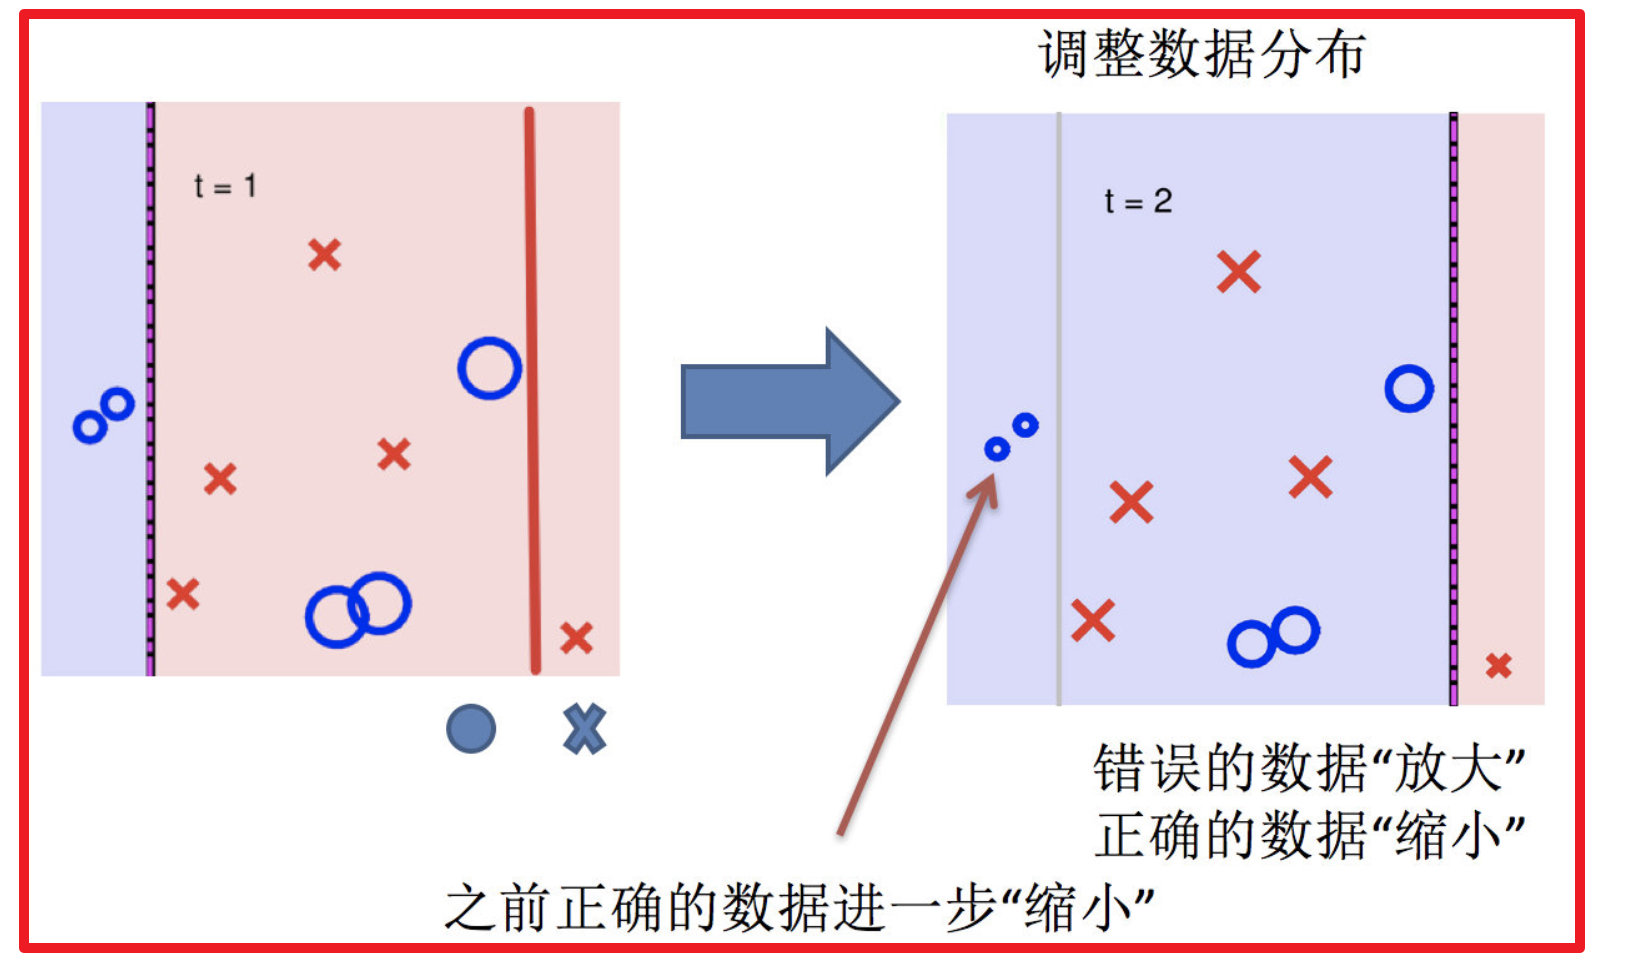 调整数据分布
t = 1
t = 2
错误的数据“放大”
正确的数据“缩小”
之前正确的数据进一步“缩小”